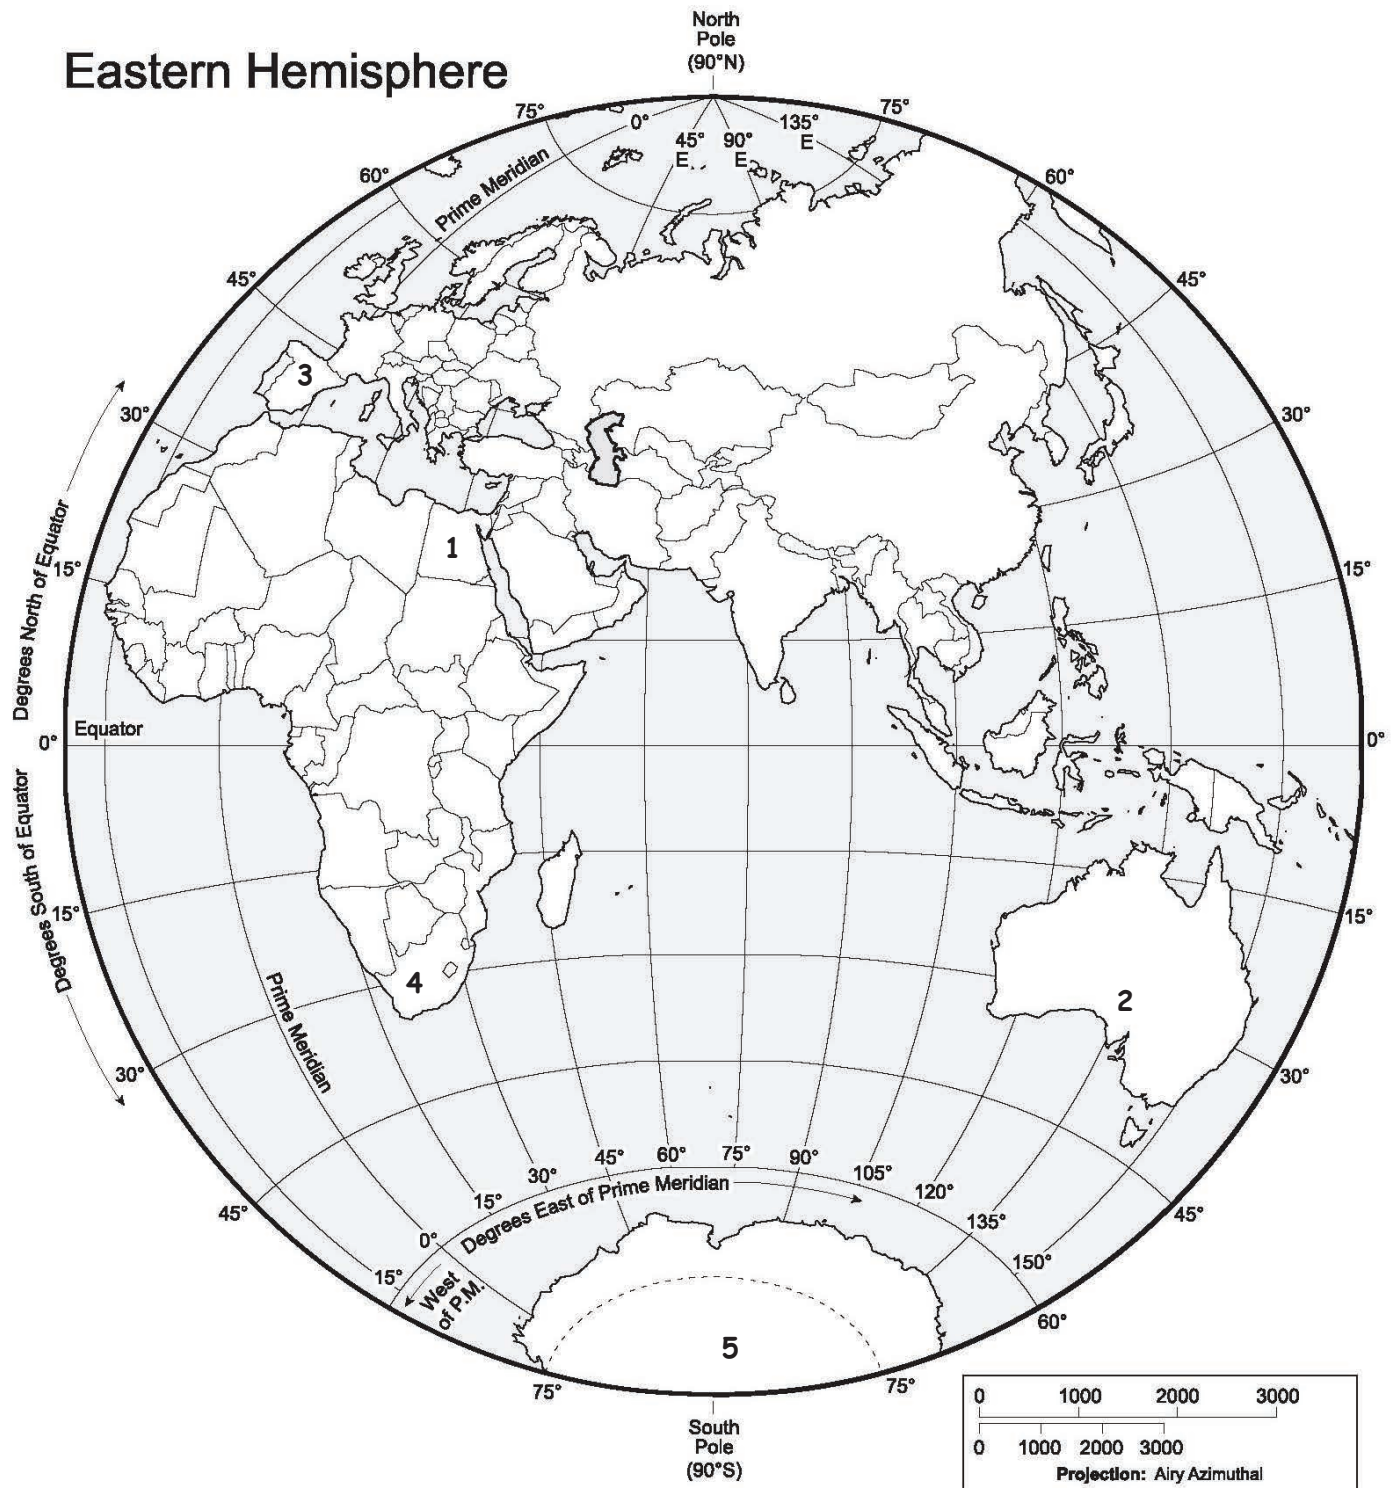 Eastern Hemisphere
North
Pole
(90°N)
75°
0°
45°
E
90°
E
135°
E
75°
60°
Prime Meridian
60°
45°
45°
3
30°
30°
1
Degrees North of Equator
15°
15°
Equator
0°
0°
Degrees South of Equator
15°
15°
4
2
Prime Meridian
30°
30°
0°
15°
30°
45°
60°
75°
90°
105°
120°
135°
150°
Degrees East of Prime Meridian
45°
45°
15°
West
of P.M.
60°
5
75°
75°
South
Pole
(90°S)
0 1000 2000 3000
0 1000 2000 3000
Projection: Airy Azimuthal